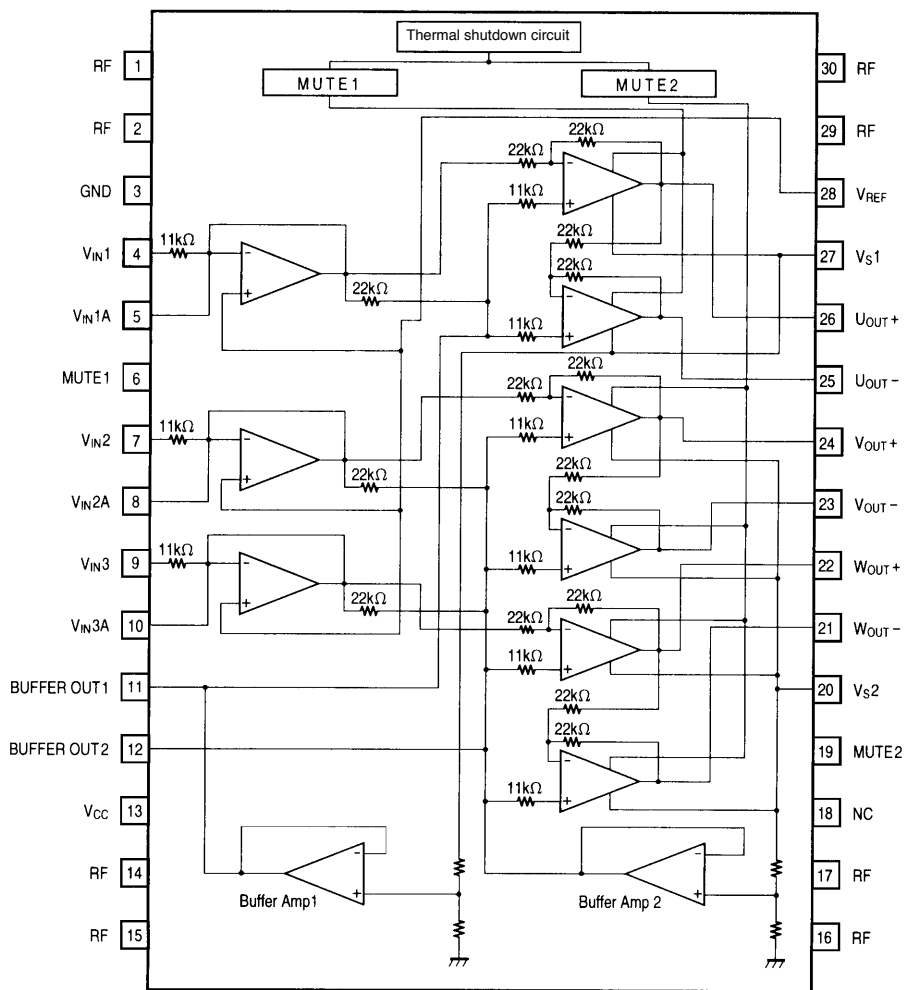 Thermal shutdown circuit
MUTE1
MUTE2
RF 1
RF 2
GND 3
VIN1 4
VIN1A 5
MUTE1 6
VIN2 7
VIN2A 8
VIN3 9
VIN3A 10
BUFFER OUT1 11
BUFFER OUT2 12
VCC 13
RF 14
RF 15
11kΩ
-
+
22kΩ
11kΩ
-
+
22kΩ
11kΩ
-
+
22kΩ
22kΩ
22kΩ
-
11kΩ
+
22kΩ
22kΩ
-
11kΩ
+
22kΩ
22kΩ
-
11kΩ
+
22kΩ
22kΩ
-
11kΩ
+
22kΩ
22kΩ
-
11kΩ
+
22kΩ
22kΩ
-
11kΩ
+
-
+
Buffer Amp1
-
+
Buffer Amp 2
30 RF
29 RF
28 VREF
27 VS1
26 UOUT+
25 UOUT-
24 VOUT+
23 VOUT-
22 WOUT+
21 WOUT-
20 VS2
19 MUTE2
18 NC
17 RF
16 RF